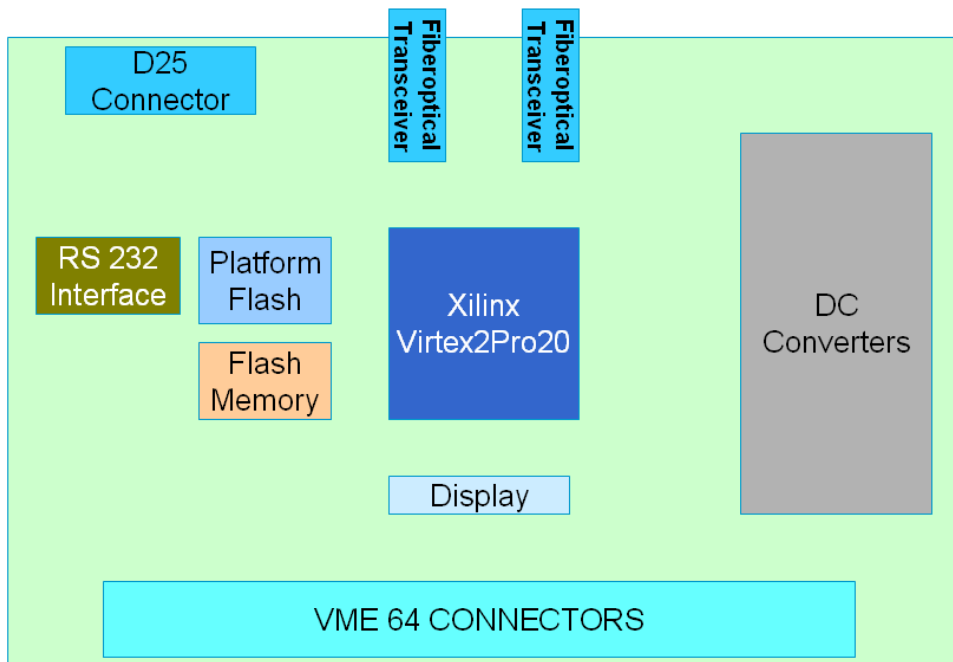 D25
Connector
Fiberoptical
Transceiver
Fiberoptical
Transceiver
RS 232
Interface
Platform
Flash
Xilinx
Virtex2Pro20
DC
Converters
Flash
Memory
Display
VME 64 CONNECTORS